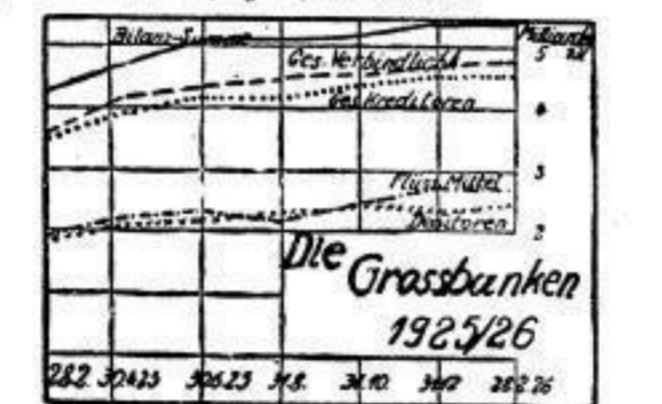 Bilanz-Summe
Milliarden
5
Ges. Verbindlichk.
Ges. Kreditoren
4
3
Flüss. Mittel
Debitoren
2
Die
Grossbanken
1925/26
28.2. 30.4.25 30.6.25 31.8. 31.10. 31.12 28.2.26